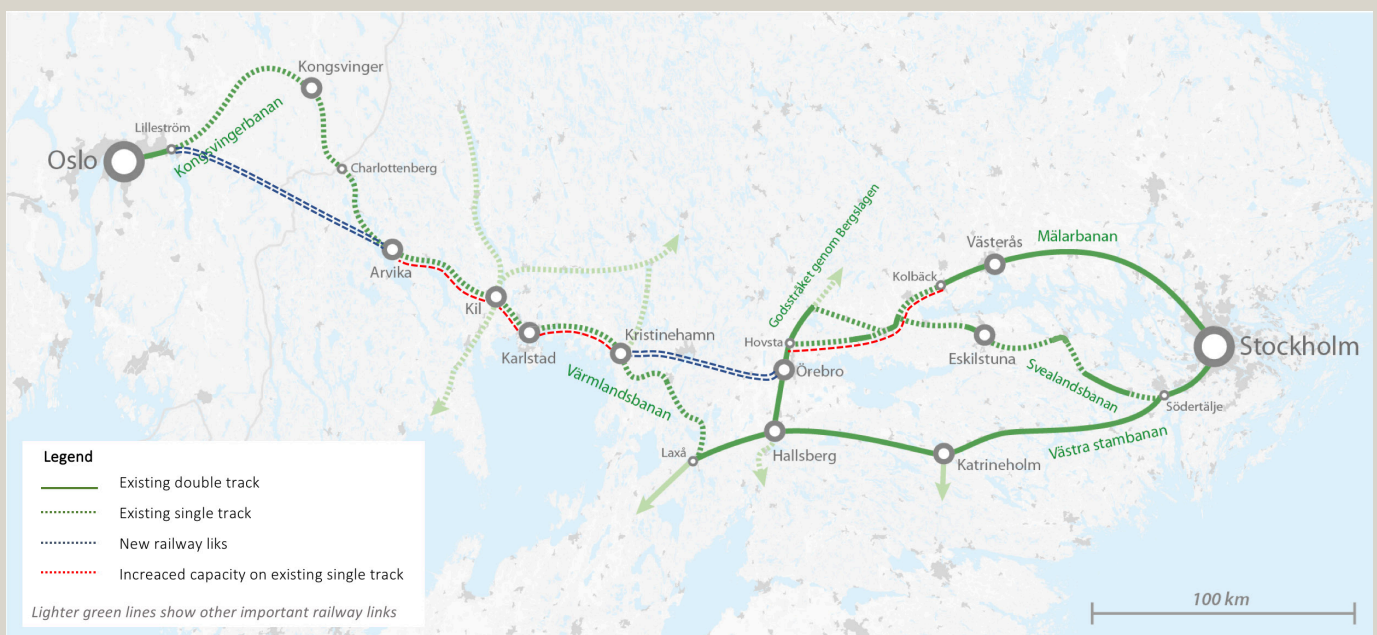 Kongsvinger
Lilleström
Kongsvingerbanan
Oslo
Charlottenberg
Arvika
Kil
Karlstad
Kristinehamn
Värmlandsbanan
Laxå
Godsstråket genom Bergslagen
Hovsta
Örebro
Hallsberg
Kolbäck
Västerås
Mälarbanan
Eskilstuna
Svealandsbanan
Stockholm
Södertälje
Västra stambanan
Katrineholm
Legend
Existing double track
Existing single track
New railway liks
Increaced capacity on existing single track
Lighter green lines show other important railway links
100 km